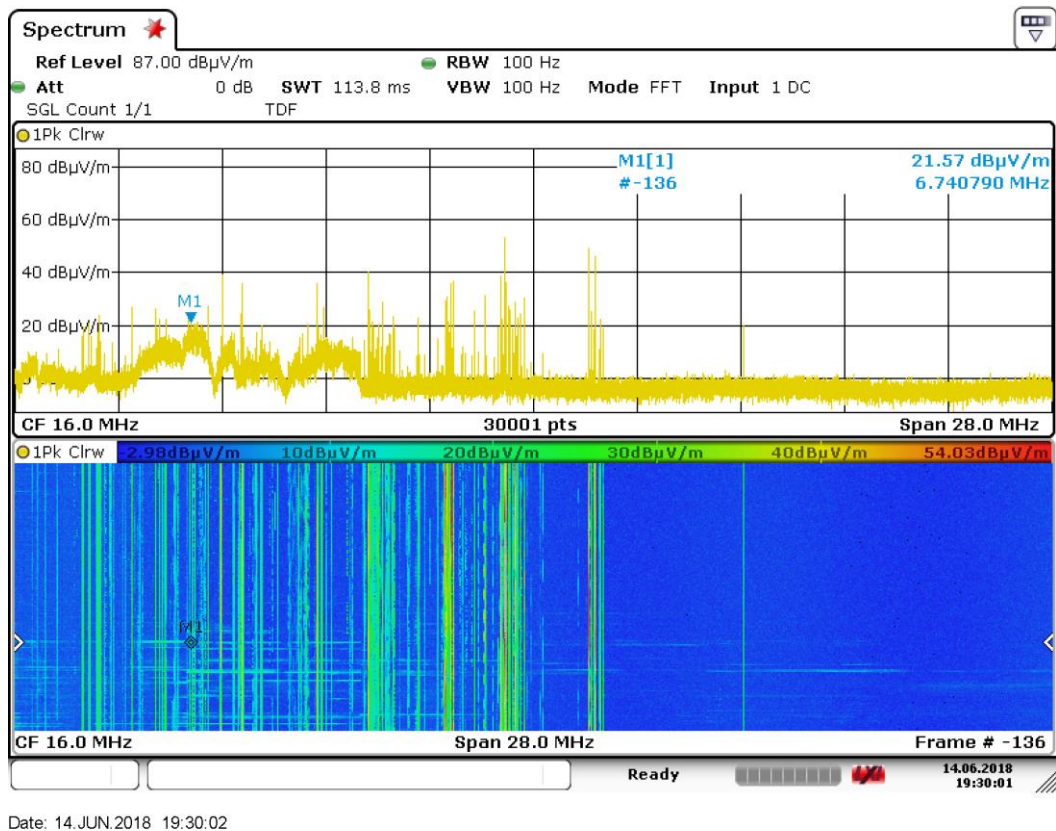 Spectrum
Ref Level 87.00 dBµV/m RBW 100 Hz
Att 0 dB SWT 113.8 ms VBW 100 Hz Mode FFT Input 1 DC
SGL Count 1/1 TDF
1Pk Clrw
M1[1] 21.57 dBµV/m
#-136 6.740790 MHz
80 dBµV/m
60 dBµV/m
40 dBµV/m
M1
20 dBµV/m
CF 16.0 MHz 30001 pts Span 28.0 MHz
1Pk Clrw -2.98dBµV/m 10dBµV/m 20dBµV/m 30dBµV/m 40dBµV/m 54.03dBµV/m
M1
CF 16.0 MHz Span 28.0 MHz Frame # -136
Ready LXI 14.06.2018
19:30:01
Date: 14.JUN.2018 19:30:02